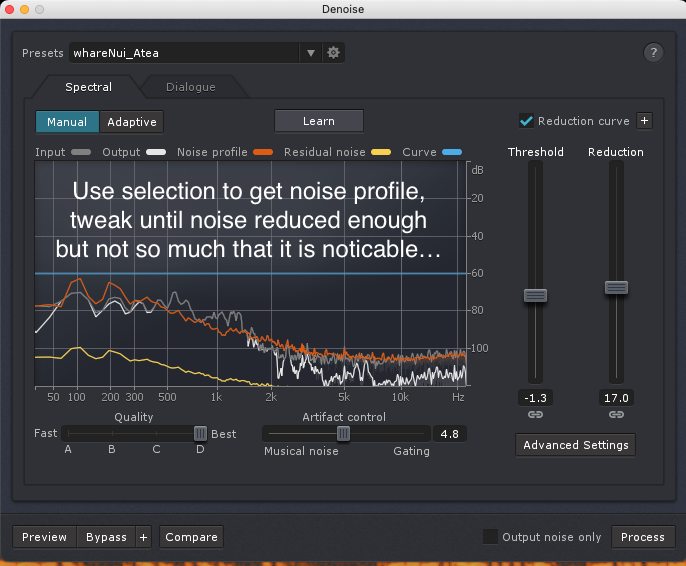 Denoise
Presets whareNui_Atea ?
Spectral Dialogue
Manual Adaptive Learn Reduction curve +
Input Output Noise profile Residual noise Curve Threshold Reduction
dB
Use selection to get noise profile,
tweak until noise reduced enough
but not so much that it is noticable…
20
40
60
80
100
50 100 200 300 500 1k 2k 5k 10k Hz
-1.3 17.0
Quality Artifact control
Fast Best 4.8
A B C D Musical noise Gating
Advanced Settings
Preview Bypass + Compare Output noise only Process